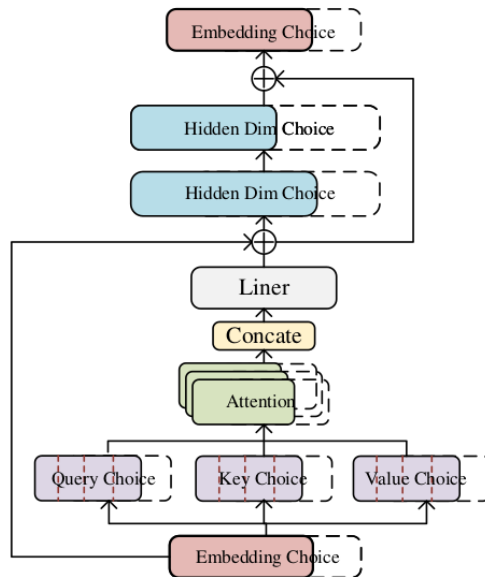 Embedding Choice
Hidden Dim Choice
Hidden Dim Choice
Liner
Concate
Attention
Query Choice
Key Choice
Value Choice
Embedding Choice